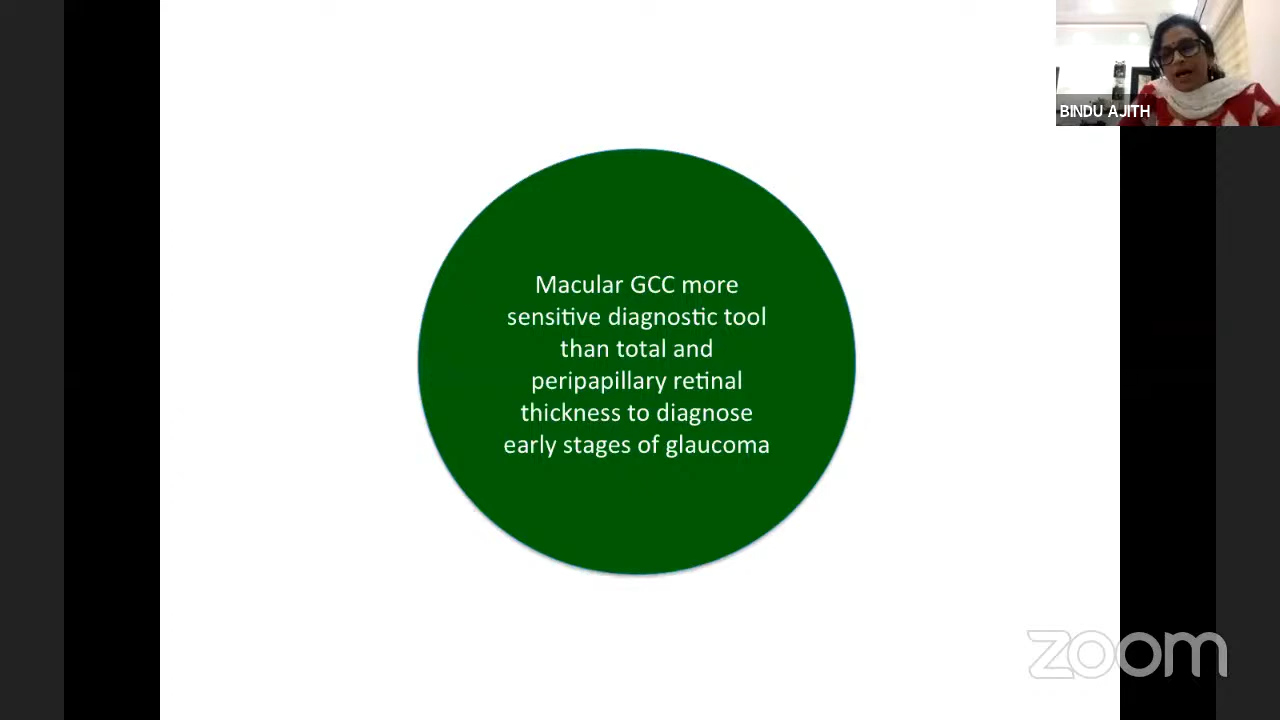 BINDU AJITH
Macular GCC more
sensitive diagnostic tool
than total and
peripapillary retinal
thickness to diagnose
early stages of glaucoma
zoom